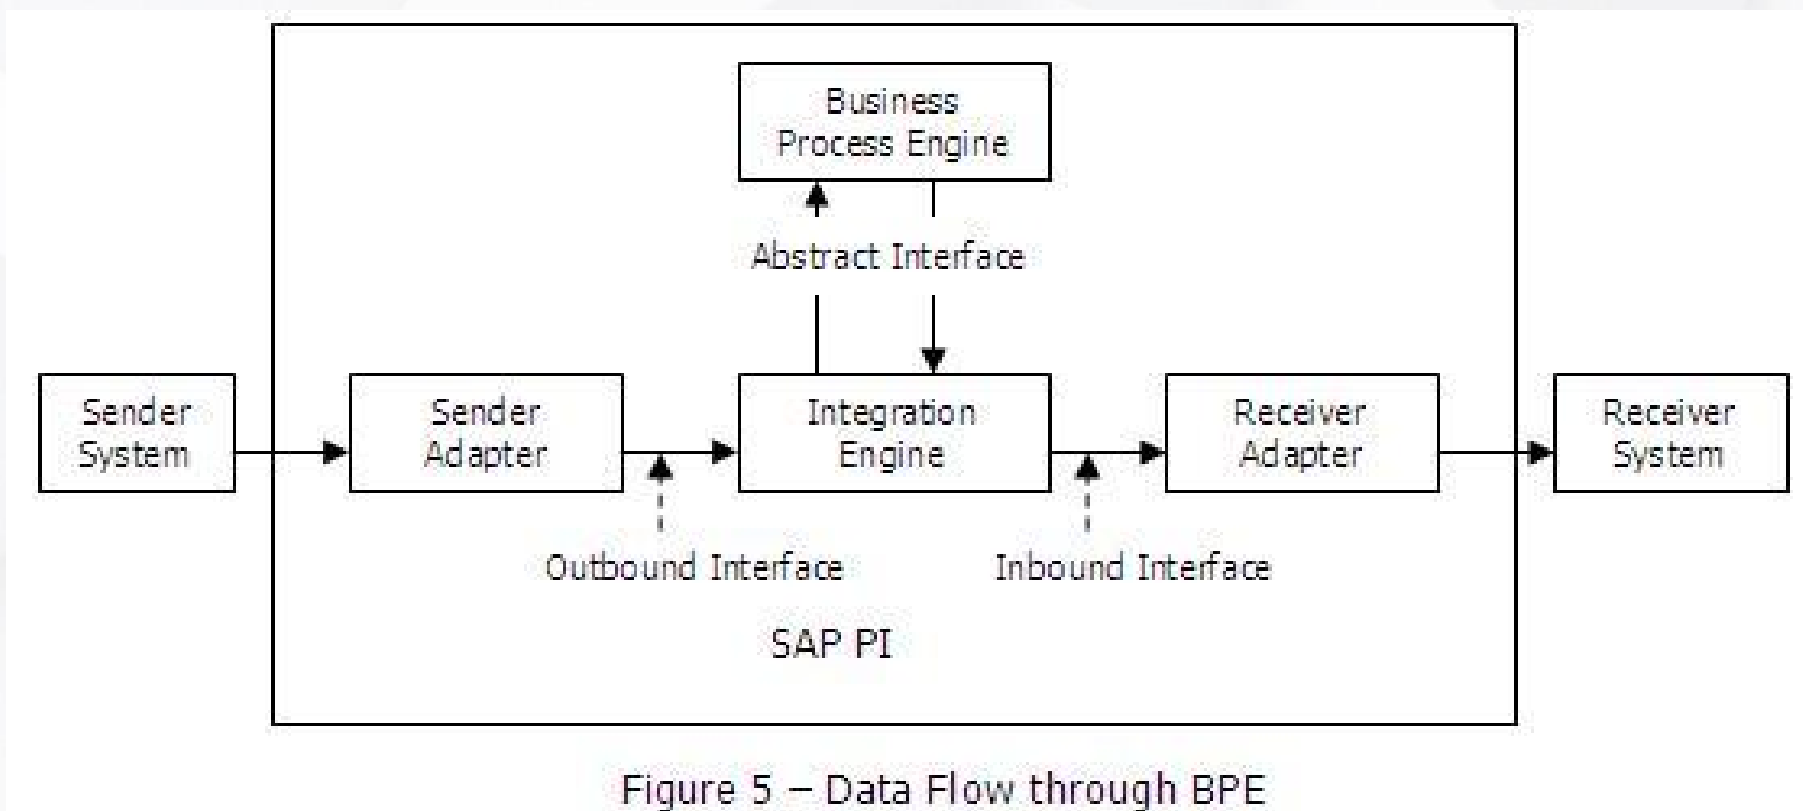 Business
Process Engine
Abstract Interface
Sender
System
Sender
Adapter
Integration
Engine
Receiver
Adapter
Receiver
System
Outbound Interface
Inbound Interface
SAP PI
Figure 5 – Data Flow through BPE